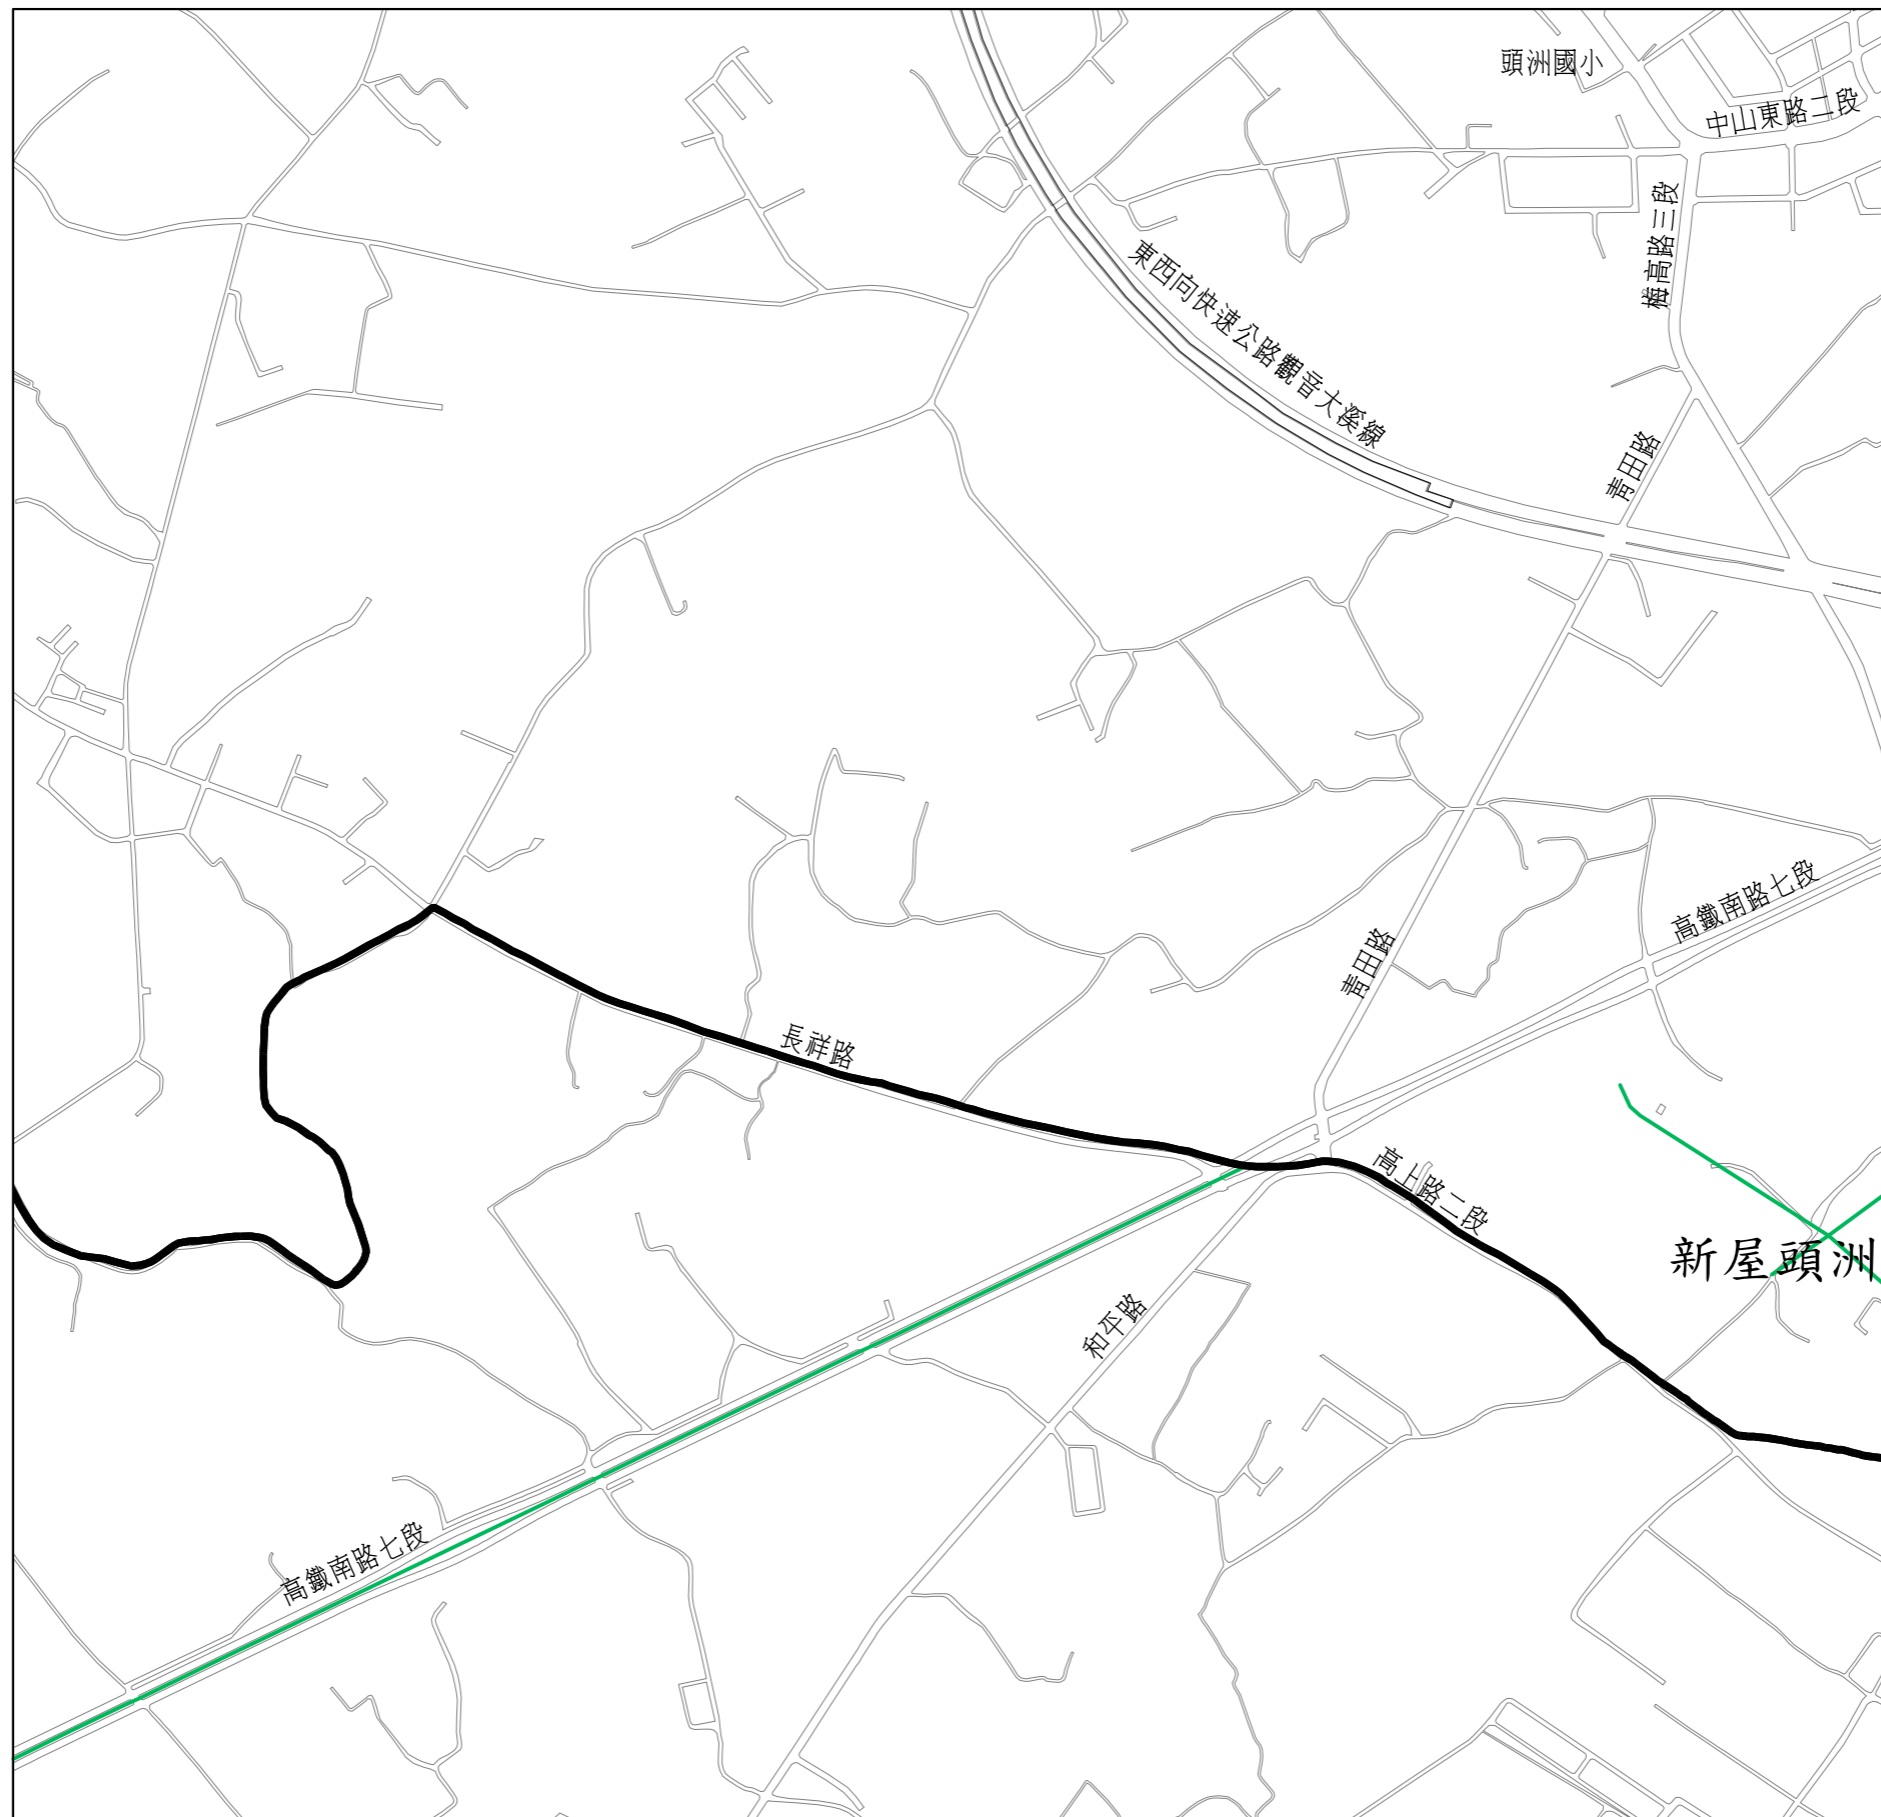 頭洲國小
中山東路二段
高路三段
東西向快速公路觀音大溪線
青田路
高鐵南路七段
青田路
長祥路
高上路二段
新屋頭洲
和平路
高鐵南路七段